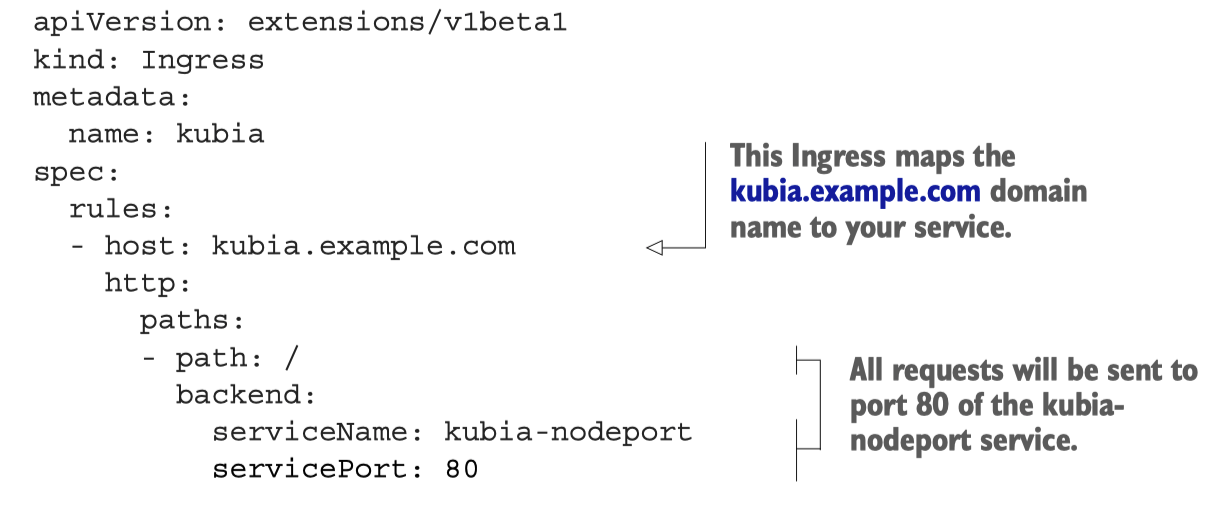 apiVersion: extensions/v1beta1
kind: Ingress
metadata:
  name: kubia
spec:
  rules:
  - host: kubia.example.com
    http:
      paths:
      - path: /
        backend:
          serviceName: kubia-nodeport
          servicePort: 80
This Ingress maps the
kubia.example.com domain
name to your service.
All requests will be sent to
port 80 of the kubia-
nodeport service.